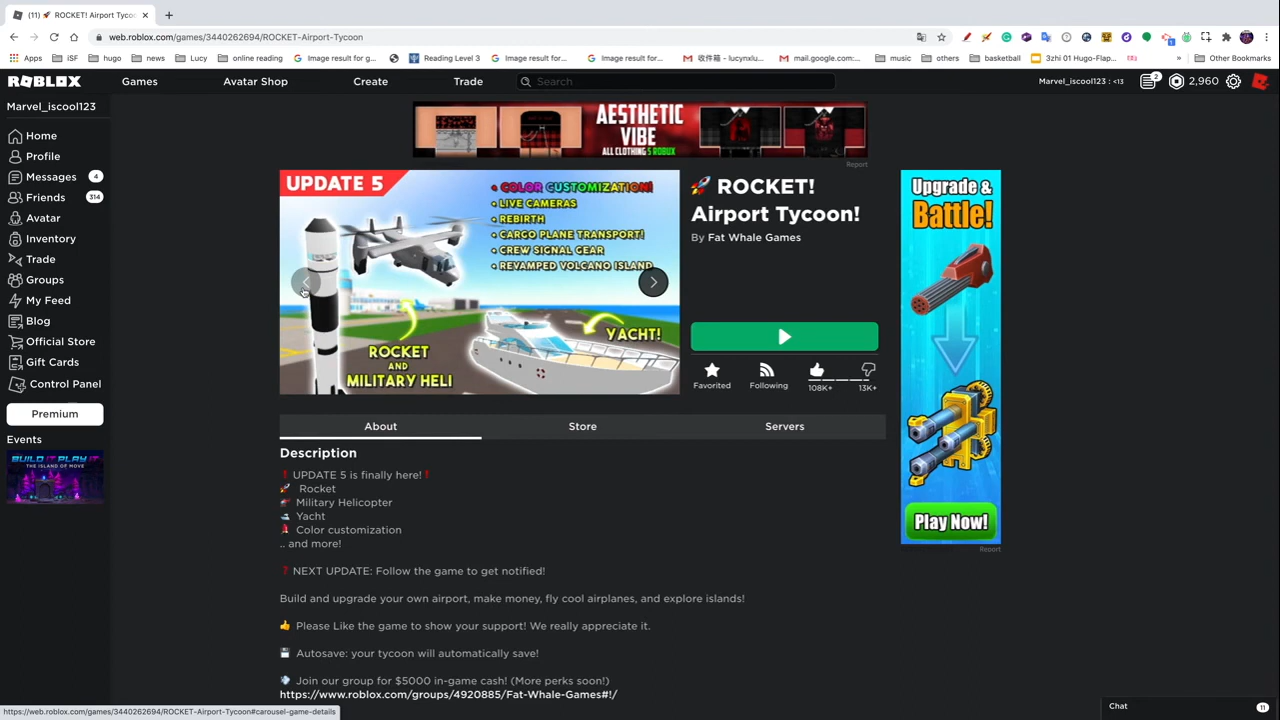 (11) 🚀 ROCKET! Airport Tycoo
web.roblox.com/games/3440262694/ROCKET-Airport-Tycoon
Apps
iSF
hugo
news
Lucy
online reading
Image result for g...
Reading Level 3
Image result for...
Image result for...
收件箱 - lucynxlu...
mail.google.com:...
music
others
basketball
3zhi 01 Hugo-Flap...
Other Bookmarks
ROBLOX
Games
Avatar Shop
Create
Trade
Search
Marvel_iscool123 : <13
2
2,960
Marvel_iscool123
Home
Profile
Messages
4
Friends
314
Avatar
Inventory
Trade
Groups
My Feed
Blog
Official Store
Gift Cards
Control Panel
Premium
Events
BUILD IT PLAY IT
THE ISLAND OF MOVE
AESTHETIC
VIBE
ALL CLOTHING 5 ROBUX
Report
UPDATE 5
• COLOR CUSTOMIZATION!
• LIVE CAMERAS
• REBIRTH
• CARGO PLANE TRANSPORT!
• CREW SIGNAL GEAR
• REVAMPED VOLCANO ISLAND
ROCKET
AND
MILITARY HELI
YACHT!
🚀 ROCKET!
Airport Tycoon!
By Fat Whale Games
Favorited
Following
108K+
13K+
Upgrade &
Battle!
Play Now!
Report
About
Store
Servers
Description
❗ UPDATE 5 is finally here! ❗
🚀 Rocket
🚁 Military Helicopter
🛥 Yacht
🎨 Color customization
.. and more!
❓ NEXT UPDATE: Follow the game to get notified!
Build and upgrade your own airport, make money, fly cool airplanes, and explore islands!
👍 Please Like the game to show your support! We really appreciate it.
💾 Autosave: your tycoon will automatically save!
💨 Join our group for $5000 in-game cash! (More perks soon!)
https://www.roblox.com/groups/4920885/Fat-Whale-Games#!/
https://web.roblox.com/games/3440262694/ROCKET-Airport-Tycoon#carousel-game-details
Chat
11